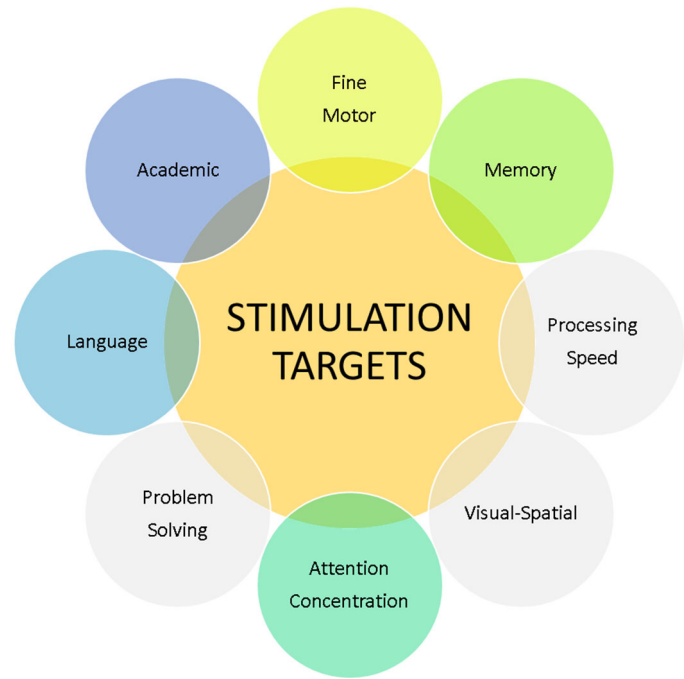 Fine
Motor
Memory
Processing
Speed
Visual-Spatial
Attention
Concentration
Problem
Solving
Language
Academic
STIMULATION
TARGETS